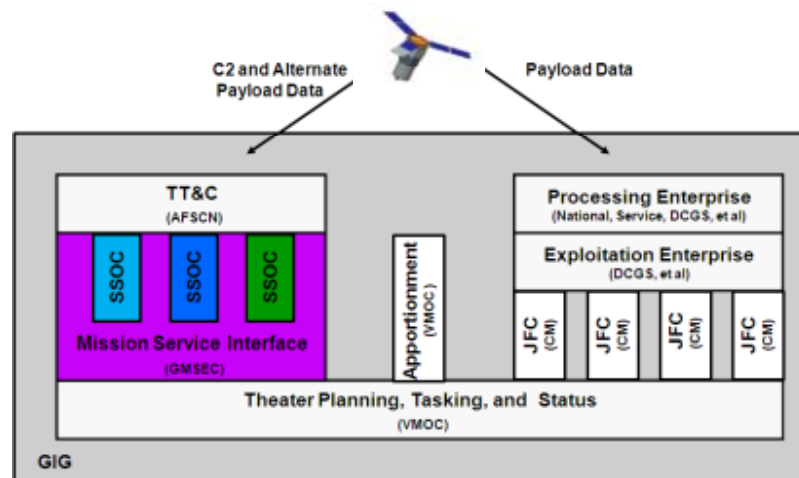 C2 and Alternate
Payload Data
Payload Data
TT&C
(AFSCN)
SSOC
SSOC
SSOC
Mission Service Interface
(GMSEC)
Apportionment
(VMOC)
Processing Enterprise
(National, Service, DCGS, et al)
Exploitation Enterprise
(DCGS, et al)
JFC
(CM)
JFC
(CM)
JFC
(CM)
JFC
(CM)
Theater Planning, Tasking, and Status
(VMOC)
GIG